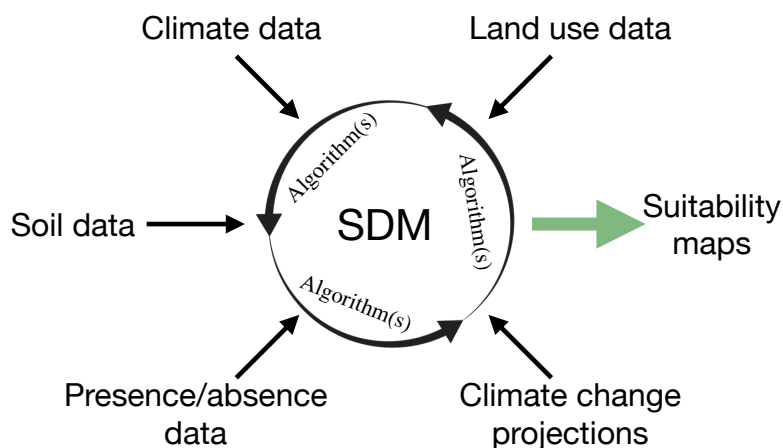 Climate data
Land use data
Algorithm(s)
Algorithm(s)
Soil data
SDM
Suitability
maps
Algorithm(s)
Presence/absence
data
Climate change
projections